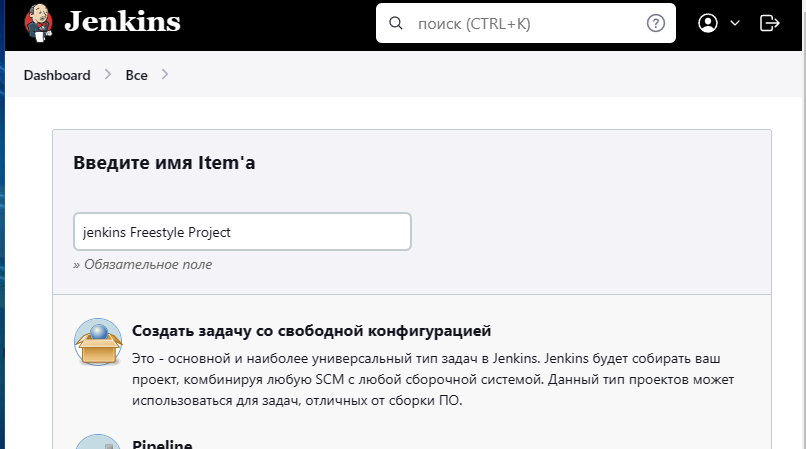 Jenkins
поиск (CTRL+K)
Dashboard
Все
Введите имя Item'а
jenkins Freestyle Project
» Обязательное поле
Создать задачу со свободной конфигурацией
Это - основной и наиболее универсальный тип задач в Jenkins. Jenkins будет собирать ваш
проект, комбинируя любую SCM с любой сборочной системой. Данный тип проектов может
использоваться для задач, отличных от сборки ПО.
Pipeline